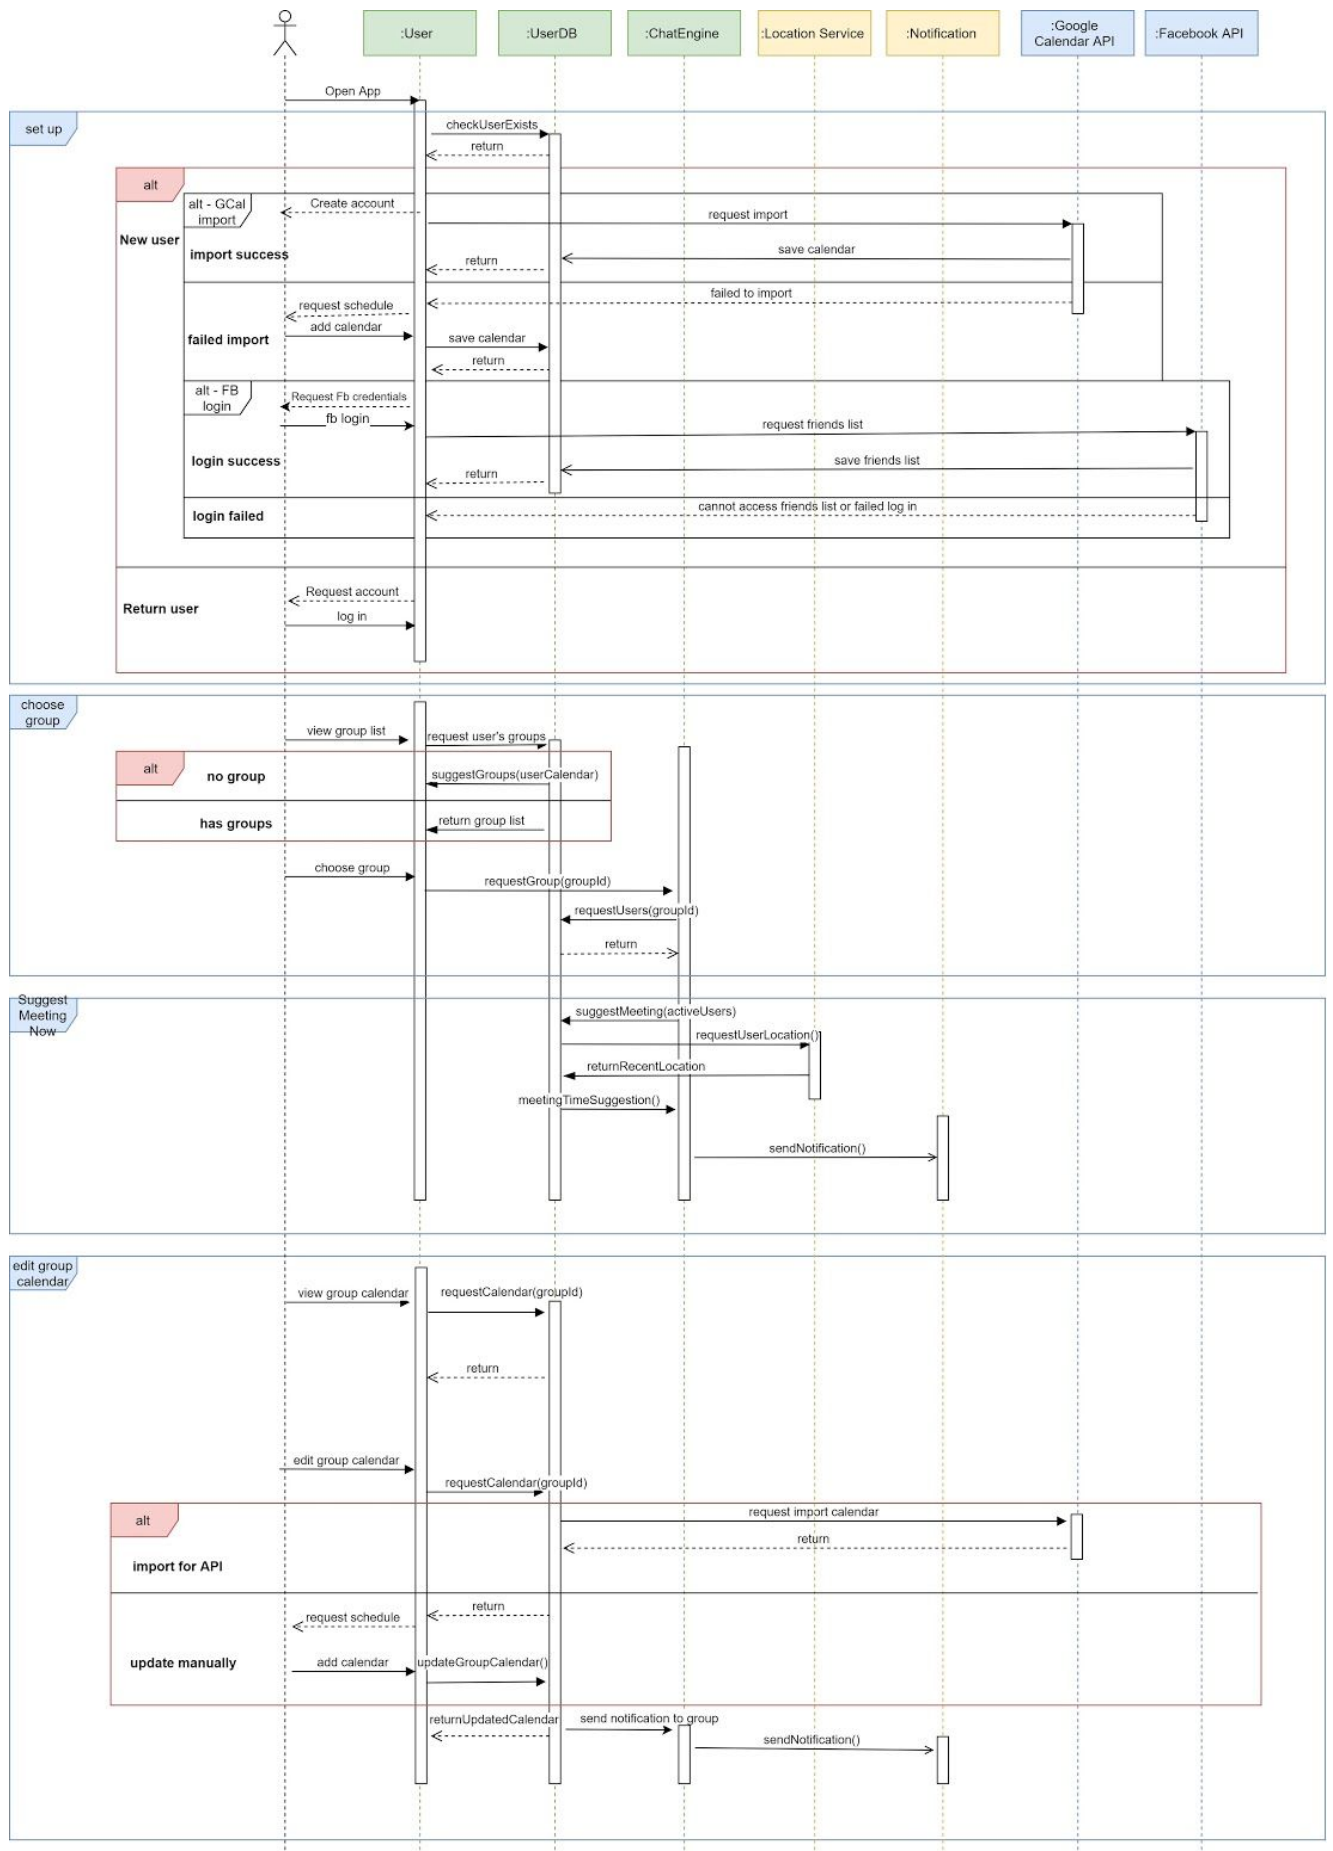 :User
:UserDB
:ChatEngine
:Location Service
:Notification
:Google
Calendar API
:Facebook API
Open App
set up
checkUserExists
return
alt
alt - GCal
import
Create account
request import
New user
import success
save calendar
return
failed to import
request schedule
add calendar
failed import
save calendar
return
alt - FB
login
Request Fb credentials
fb login
request friends list
login success
save friends list
return
login failed
cannot access friends list or failed log in
Request account
Return user
log in
choose
group
view group list
request user's groups
alt
no group
suggestGroups(userCalendar)
has groups
return group list
choose group
requestGroup(groupId)
requestUsers(groupId)
return
Suggest
Meeting
Now
suggestMeeting(activeUsers)
requestUserLocation()
returnRecentLocation
meetingTimeSuggestion()
sendNotification()
edit group
calendar
view group calendar
requestCalendar(groupId)
return
edit group calendar
requestCalendar(groupId)
alt
request import calendar
return
import for API
return
request schedule
update manually
add calendar
updateGroupCalendar()
returnUpdatedCalendar
send notification to group
sendNotification()